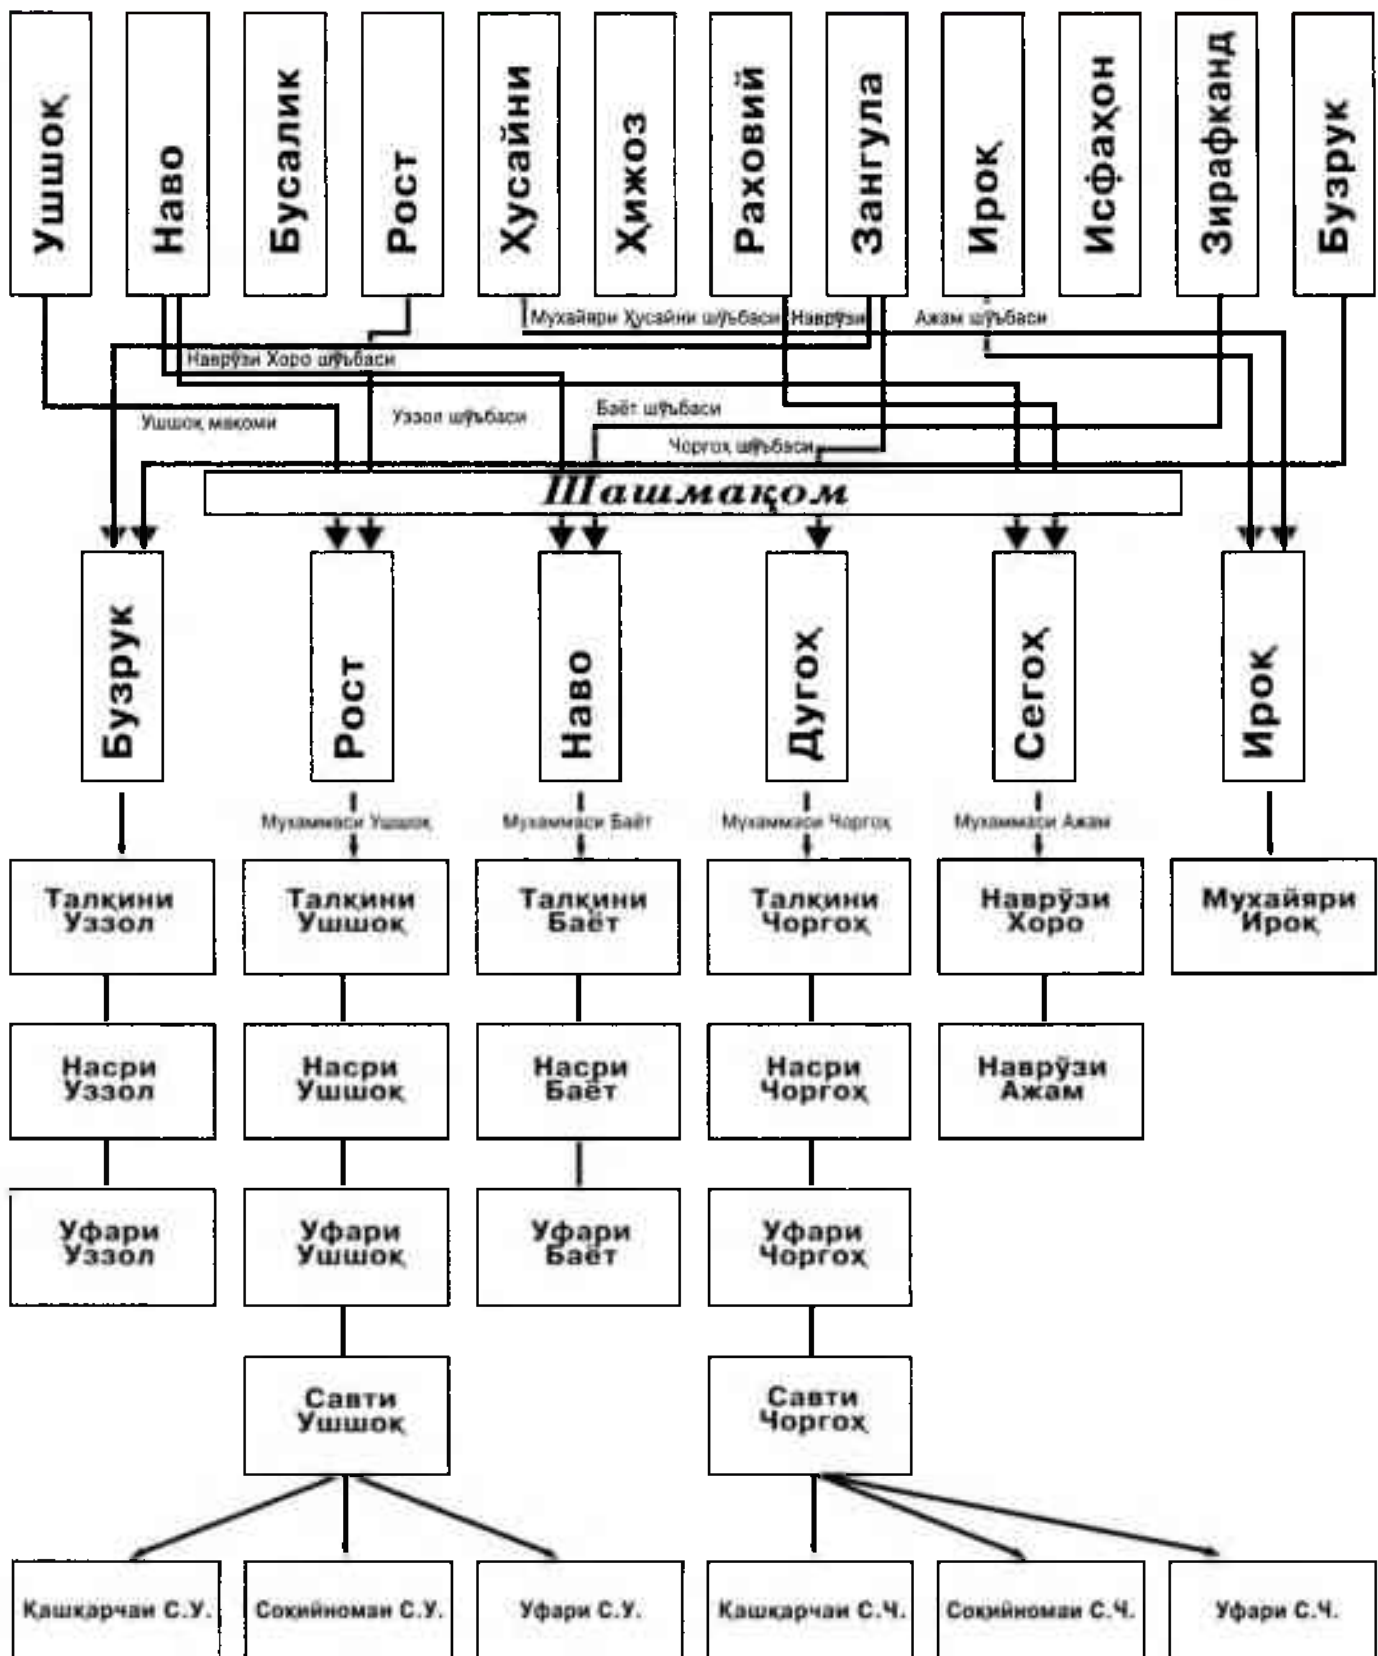 Ушшоқ
Наво
Бусалик
Рост
Ҳусайни
Ҳижоз
Раховий
Зангула
Ироқ
Исфаҳон
Зирафканд
Бузрук
Мухайяри Ҳусайни шўъбаси
Наврўзи
Ажам шўъбаси
Наврўзи Хоро шўъбаси
Ушшоқ мақоми
Уззол шўъбаси
Баёт шўъбаси
Чоргоҳ шўъбаси
Шашмақом
Бузрук
Рост
Наво
Дугоҳ
Сегоҳ
Ироқ
Мухаммаси Ушшоқ
Мухаммаси Баёт
Мухаммаси Чоргоҳ
Мухаммаси Ажам
Талқини
Уззол
Талқини
Ушшоқ
Талқини
Баёт
Талқини
Чоргоҳ
Наврўзи
Хоро
Мухайяри
Ироқ
Насри
Уззол
Насри
Ушшоқ
Насри
Баёт
Насри
Чоргоҳ
Наврўзи
Ажам
Уфари
Уззол
Уфари
Ушшоқ
Уфари
Баёт
Уфари
Чоргоҳ
Савти
Ушшоқ
Савти
Чоргоҳ
Қашқарчаи С.У.
Соқийномаи С.У.
Уфари С.У.
Қашқарчаи С.Ч.
Соқийномаи С.Ч.
Уфари С.Ч.